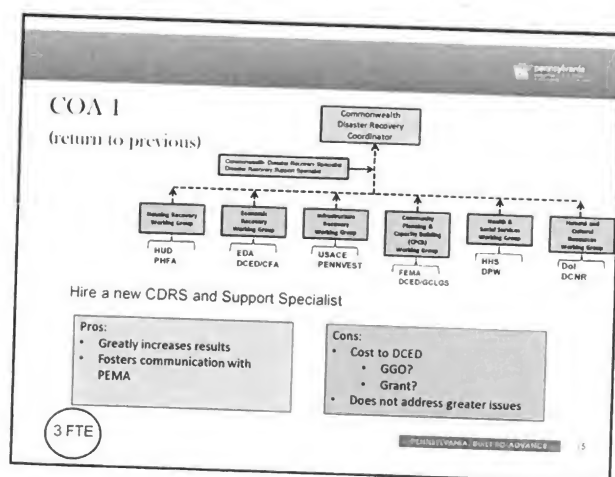 pennsylvania
COA 1
(return to previous)
Commonwealth
Disaster Recovery
Coordinator
Commonwealth Disaster Recovery Specialist
Disaster Recovery Support Specialist
Housing Recovery
Working Group
Economic
Recovery
Working Group
Infrastructure
Recovery
Working Group
Community
Planning &
Capacity Building
(CPCB)
Working Group
Health &
Social Services
Working Group
Natural and
Cultural
Resources
Working Group
HUD
PHFA
EDA
DCED/CFA
USACE
PENNVEST
FEMA
DCED/GCLGS
HHS
DPW
DoI
DCNR
Hire a new CDRS and Support Specialist
Pros:
• Greatly increases results
• Fosters communication with
PEMA
Cons:
• Cost to DCED
• GGO?
• Grant?
• Does not address greater issues
3 FTE
PENNSYLVANIA, BUILT TO ADVANCE